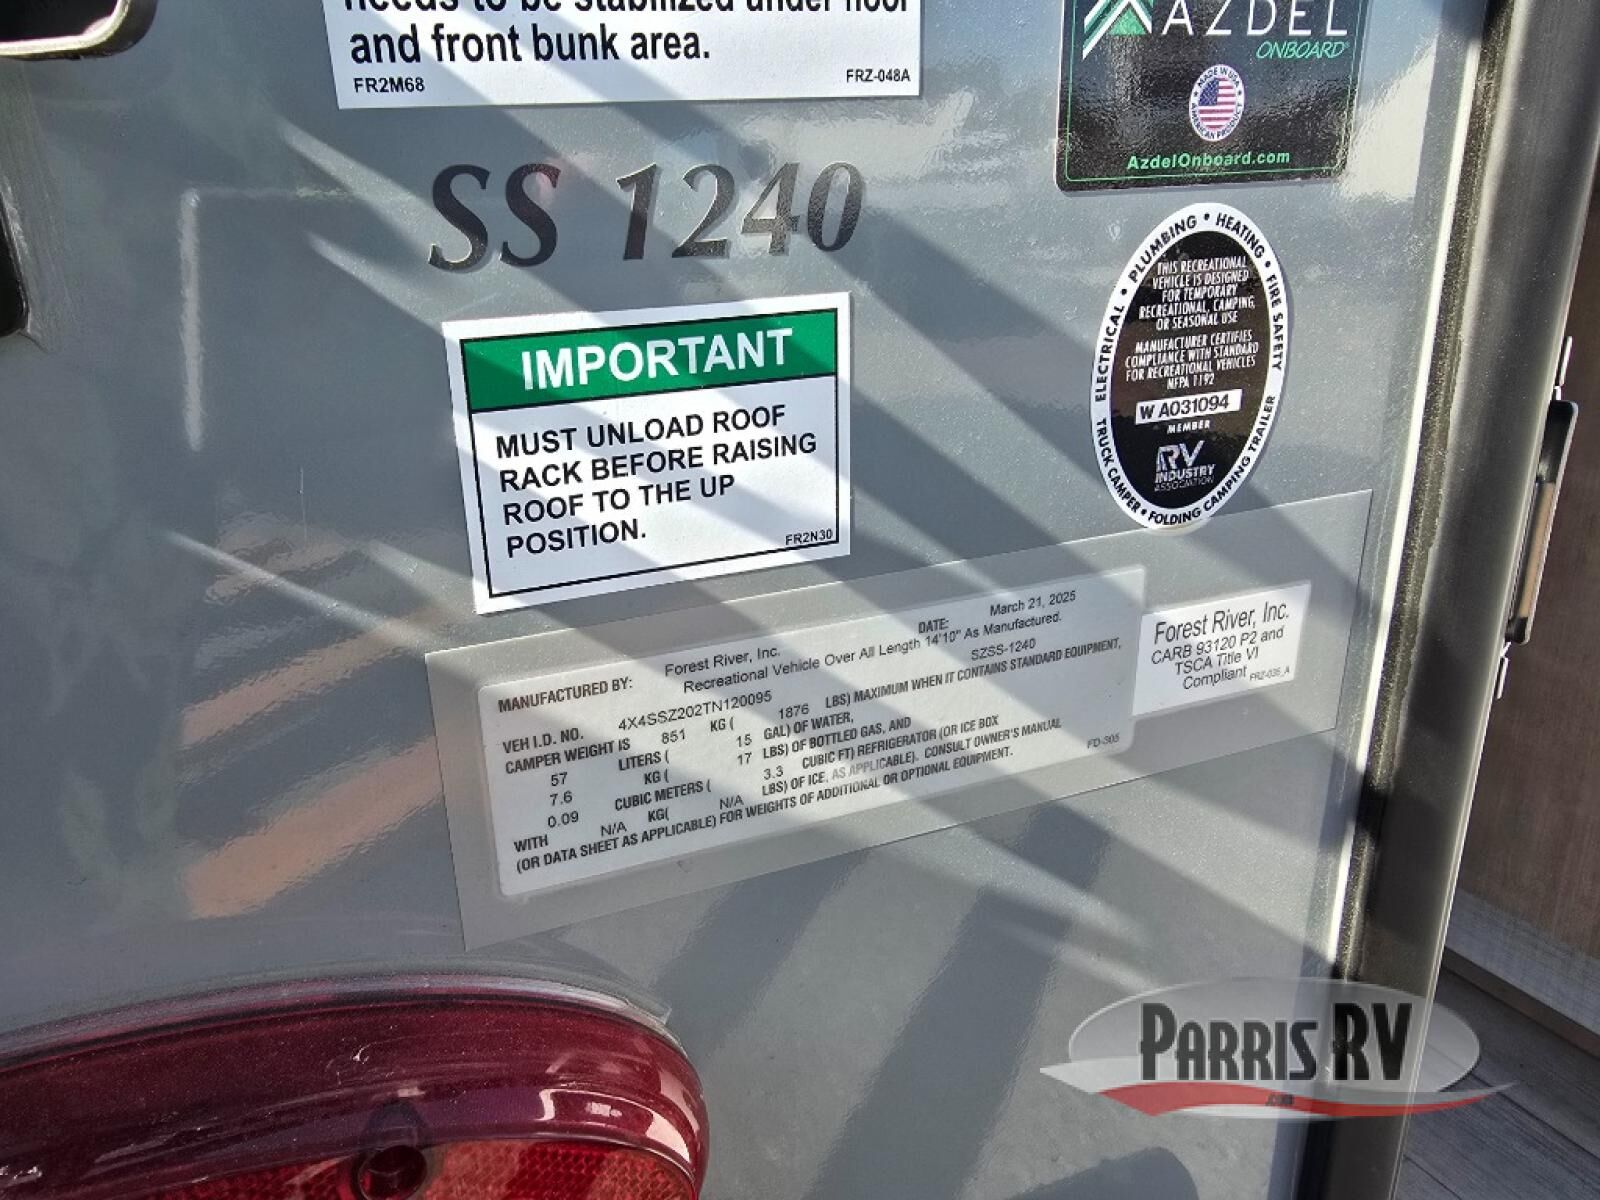 needs to be stabilized under floor
and front bunk area.
FR2M68
FRZ-048A
AZDEL
ONBOARD
MADE IN USA
AMERICAN PRODUCT
AzdelOnboard.com
SS 1240
IMPORTANT
MUST UNLOAD ROOF
RACK BEFORE RAISING
ROOF TO THE UP
POSITION.
FR2N30
ELECTRICAL • PLUMBING • HEATING • FIRE SAFETY
TRUCK CAMPER • FOLDING CAMPING TRAILER
THIS RECREATIONAL
VEHICLE IS DESIGNED
FOR TEMPORARY
RECREATIONAL, CAMPING,
OR SEASONAL USE
MANUFACTURER CERTIFIES
COMPLIANCE WITH STANDARD
FOR RECREATIONAL VEHICLES
NFPA 1192
W A031094
MEMBER
RV
INDUSTRY
ASSOCIATION
MANUFACTURED BY: Forest River, Inc. DATE: March 21, 2025
Recreational Vehicle Over All Length 14'10" As Manufactured.
VEH I.D. NO. 4X4SSZ202TN120095 SZSS-1240
CAMPER WEIGHT IS 851 KG ( 1876 LBS) MAXIMUM WHEN IT CONTAINS STANDARD EQUIPMENT,
57 LITERS ( 15 GAL) OF WATER,
7.6 KG ( 17 LBS) OF BOTTLED GAS, AND
0.09 CUBIC METERS ( 3.3 CUBIC FT) REFRIGERATOR (OR ICE BOX
WITH N/A KG( N/A LBS) OF ICE, AS APPLICABLE). CONSULT OWNER'S MANUAL
(OR DATA SHEET AS APPLICABLE) FOR WEIGHTS OF ADDITIONAL OR OPTIONAL EQUIPMENT.
FD-305
Forest River, Inc.
CARB 93120 P2 and
TSCA Title VI
Compliant FRZ-035_A
PARRIS RV
.com